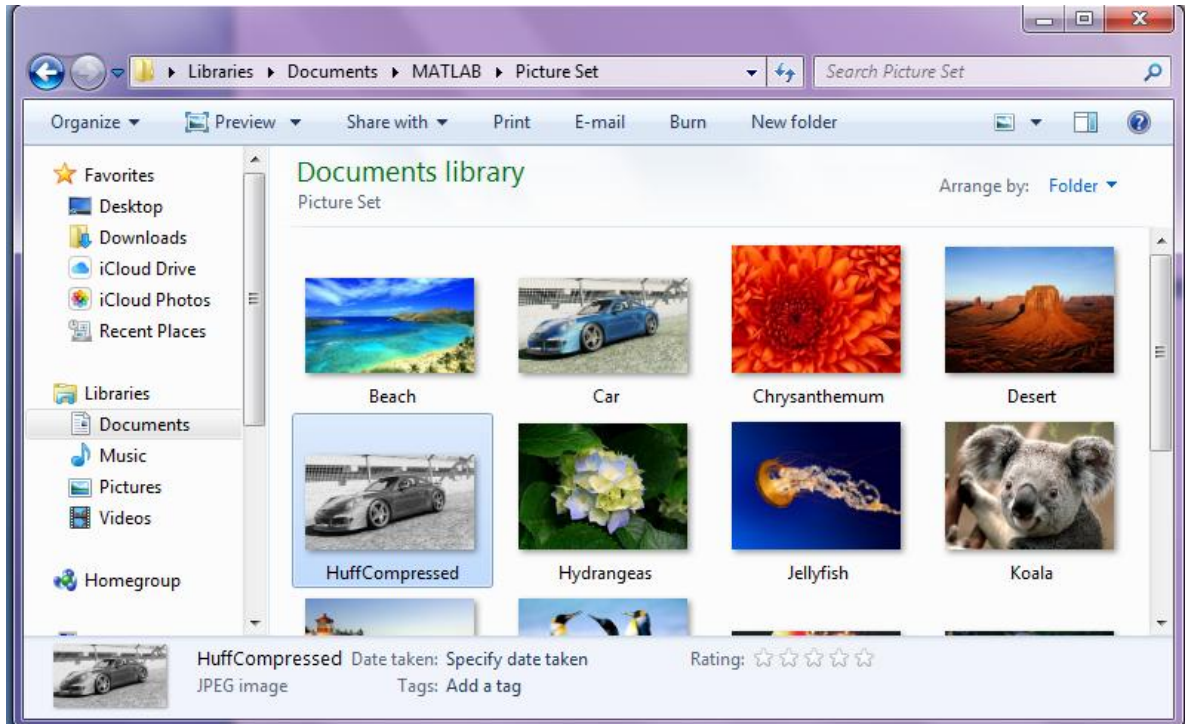 Libraries Documents MATLAB Picture Set Search Picture Set
Organize Preview Share with Print E-mail Burn New folder
Favorites
Desktop
Downloads
iCloud Drive
iCloud Photos
Recent Places
Libraries
Documents
Music
Pictures
Videos
Homegroup
Documents library
Picture Set
Arrange by: Folder
Beach Car Chrysanthemum Desert
HuffCompressed Hydrangeas Jellyfish Koala
HuffCompressed Date taken: Specify date taken Rating:
JPEG image Tags: Add a tag